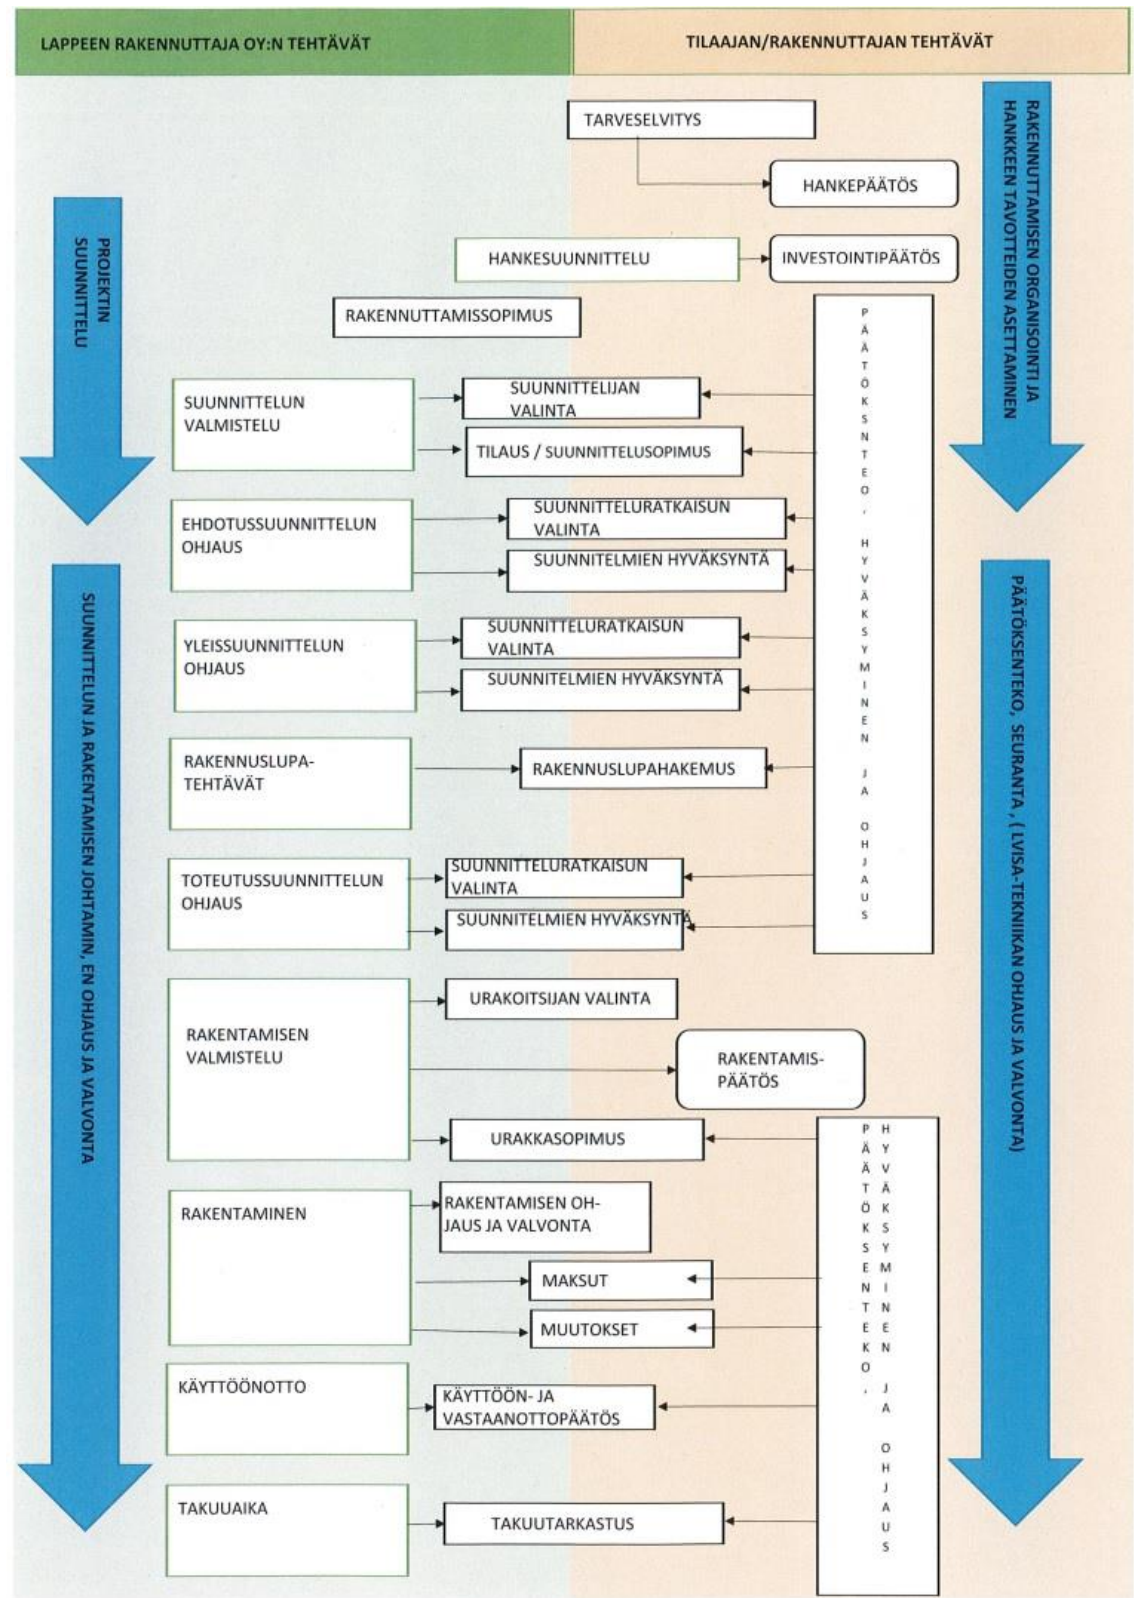 LAPPEEN RAKENNUTTAJA OY:N TEHTÄVÄT
TILAAJAN/RAKENNUTTAJAN TEHTÄVÄT
TARVESELVITYS
HANKEPÄÄTÖS
RAKENNUTTAMISEN ORGANISOINTI JA
HANKKEEN TAVOTTEIDEN ASETTAMINEN
PROJEKTIN
SUUNNITTELU
HANKESUUNNITTELU
INVESTOINTIPÄÄTÖS
RAKENNUTTAMISSOPIMUS
PÄÄTÖKSNTEO, HYVÄKSYMINEN JA OHJAUS
SUUNNITTELUN
VALMISTELU
SUUNNITTELIJAN
VALINTA
TILAUS / SUUNNITTELUSOPIMUS
EHDOTUSSUUNNITTELUN
OHJAUS
SUUNNITTELURATKAISUN
VALINTA
SUUNNITELMIEN HYVÄKSYNTÄ
SUUNNITTELUN JA RAKENTAMISEN JOHTAMIN, EN OHJAUS JA VALVONTA
PÄÄTÖKSENTEKO, SEURANTA , ( LVISA-TEKNIIKAN OHJAUS JA VALVONTA)
YLEISSUUNNITTELUN
OHJAUS
SUUNNITTELURATKAISUN
VALINTA
SUUNNITELMIEN HYVÄKSYNTÄ
RAKENNUSLUPA-
TEHTÄVÄT
RAKENNUSLUPAHAKEMUS
TOTEUTUSSUUNNITTELUN
OHJAUS
SUUNNITTELURATKAISUN
VALINTA
SUUNNITELMIEN HYVÄKSYNTÄ
RAKENTAMISEN
VALMISTELU
URAKOITSIJAN VALINTA
RAKENTAMIS-
PÄÄTÖS
URAKKASOPIMUS
PÄÄTÖKSENTEKO,
HYVÄKSYMINEN JA OHJAUS
RAKENTAMINEN
RAKENTAMISEN OH-
JAUS JA VALVONTA
MAKSUT
MUUTOKSET
KÄYTTÖÖNOTTO
KÄYTTÖÖN- JA
VASTAANOTTOPÄÄTÖS
TAKUUAIKA
TAKUUTARKASTUS